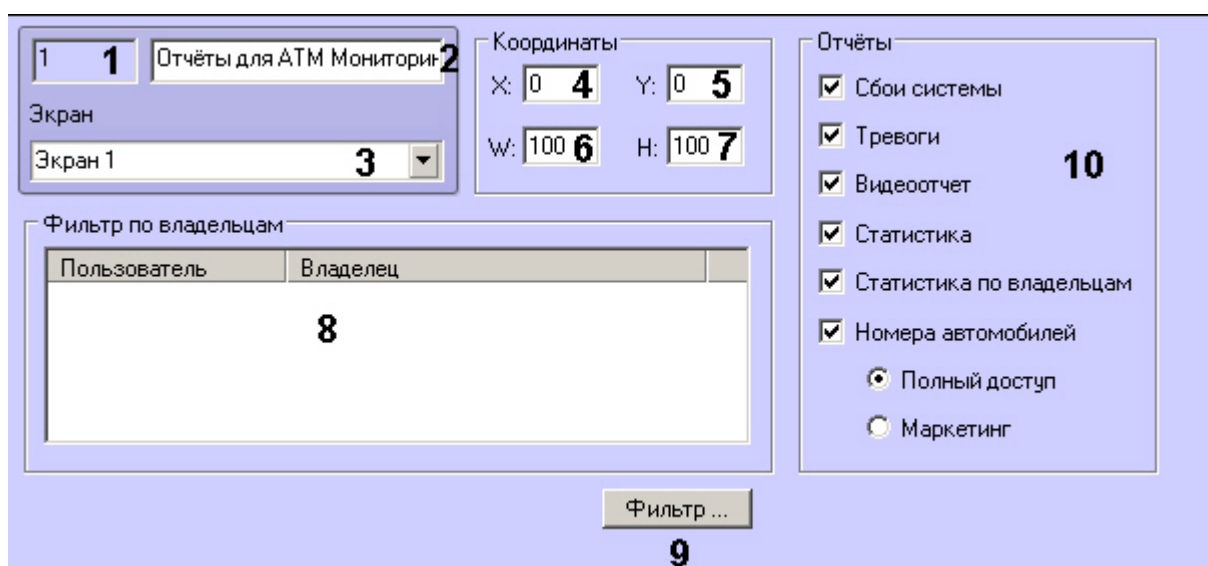 1 1 Отчёты для АТМ Мониторин 2
Экран
Экран 1 3
Координаты
X: 0 4 Y: 0 5
W: 100 6 H: 100 7
Фильтр по владельцам
Пользователь Владелец
8
Фильтр ...
9
Отчёты
Сбои системы
Тревоги
10
Видеоотчет
Статистика
Статистика по владельцам
Номера автомобилей
Полный доступ
Маркетинг